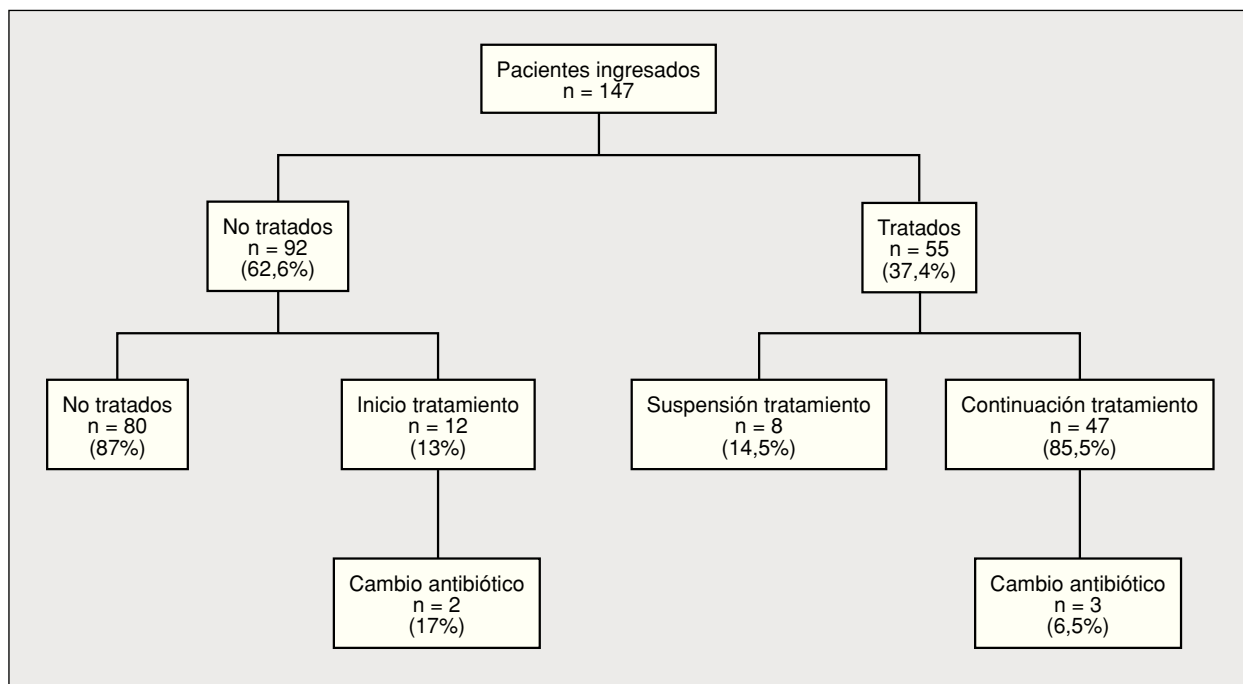 Pacientes ingresados
n = 147
No tratados
n = 92
(62,6%)
Tratados
n = 55
(37,4%)
No tratados
n = 80
(87%)
Inicio tratamiento
n = 12
(13%)
Suspensión tratamiento
n = 8
(14,5%)
Continuación tratamiento
n = 47
(85,5%)
Cambio antibiótico
n = 2
(17%)
Cambio antibiótico
n = 3
(6,5%)